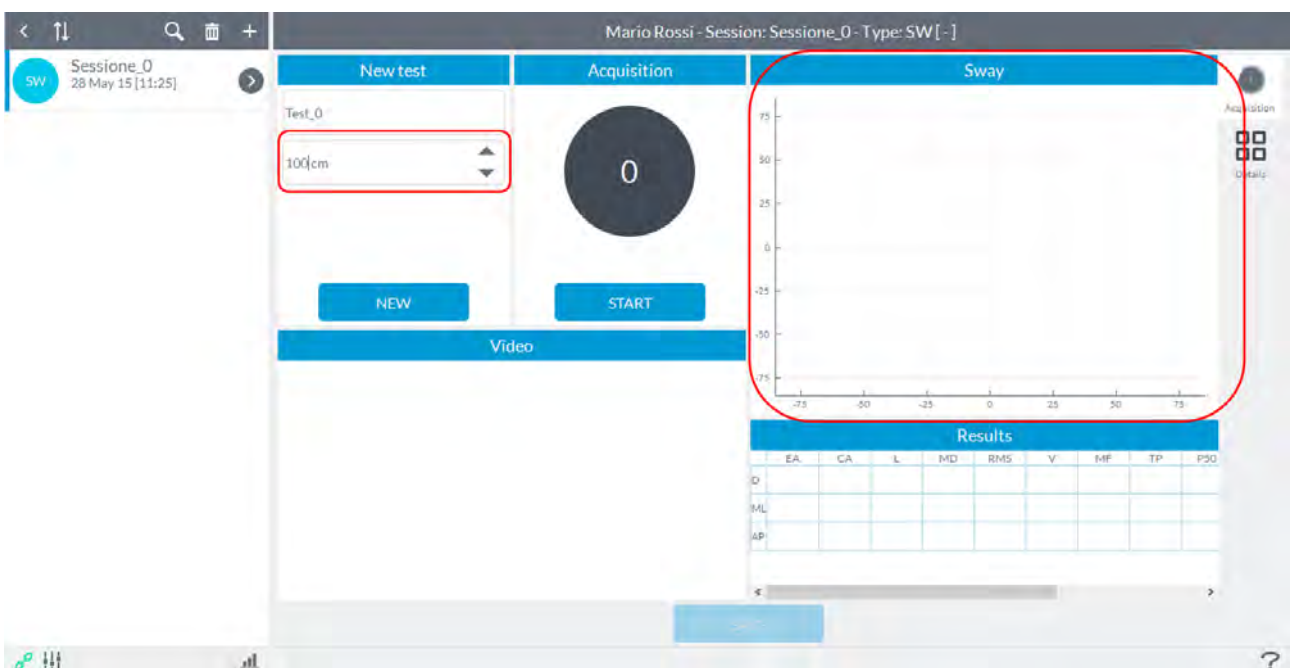 Mario Rossi - Session: Sessione_0 - Type: SW [ - ]
SW
Sessione_0
28 May 15 [11:25]
New test
Acquisition
Sway
Test_0
100cm
0
NEW
START
Video
75
50
25
0
-25
-50
-75
-75 -50 -25 0 25 50 75
Acquisition
Details
Results
EA CA L MD RMS V MF TP P50
D
ML
AP
?